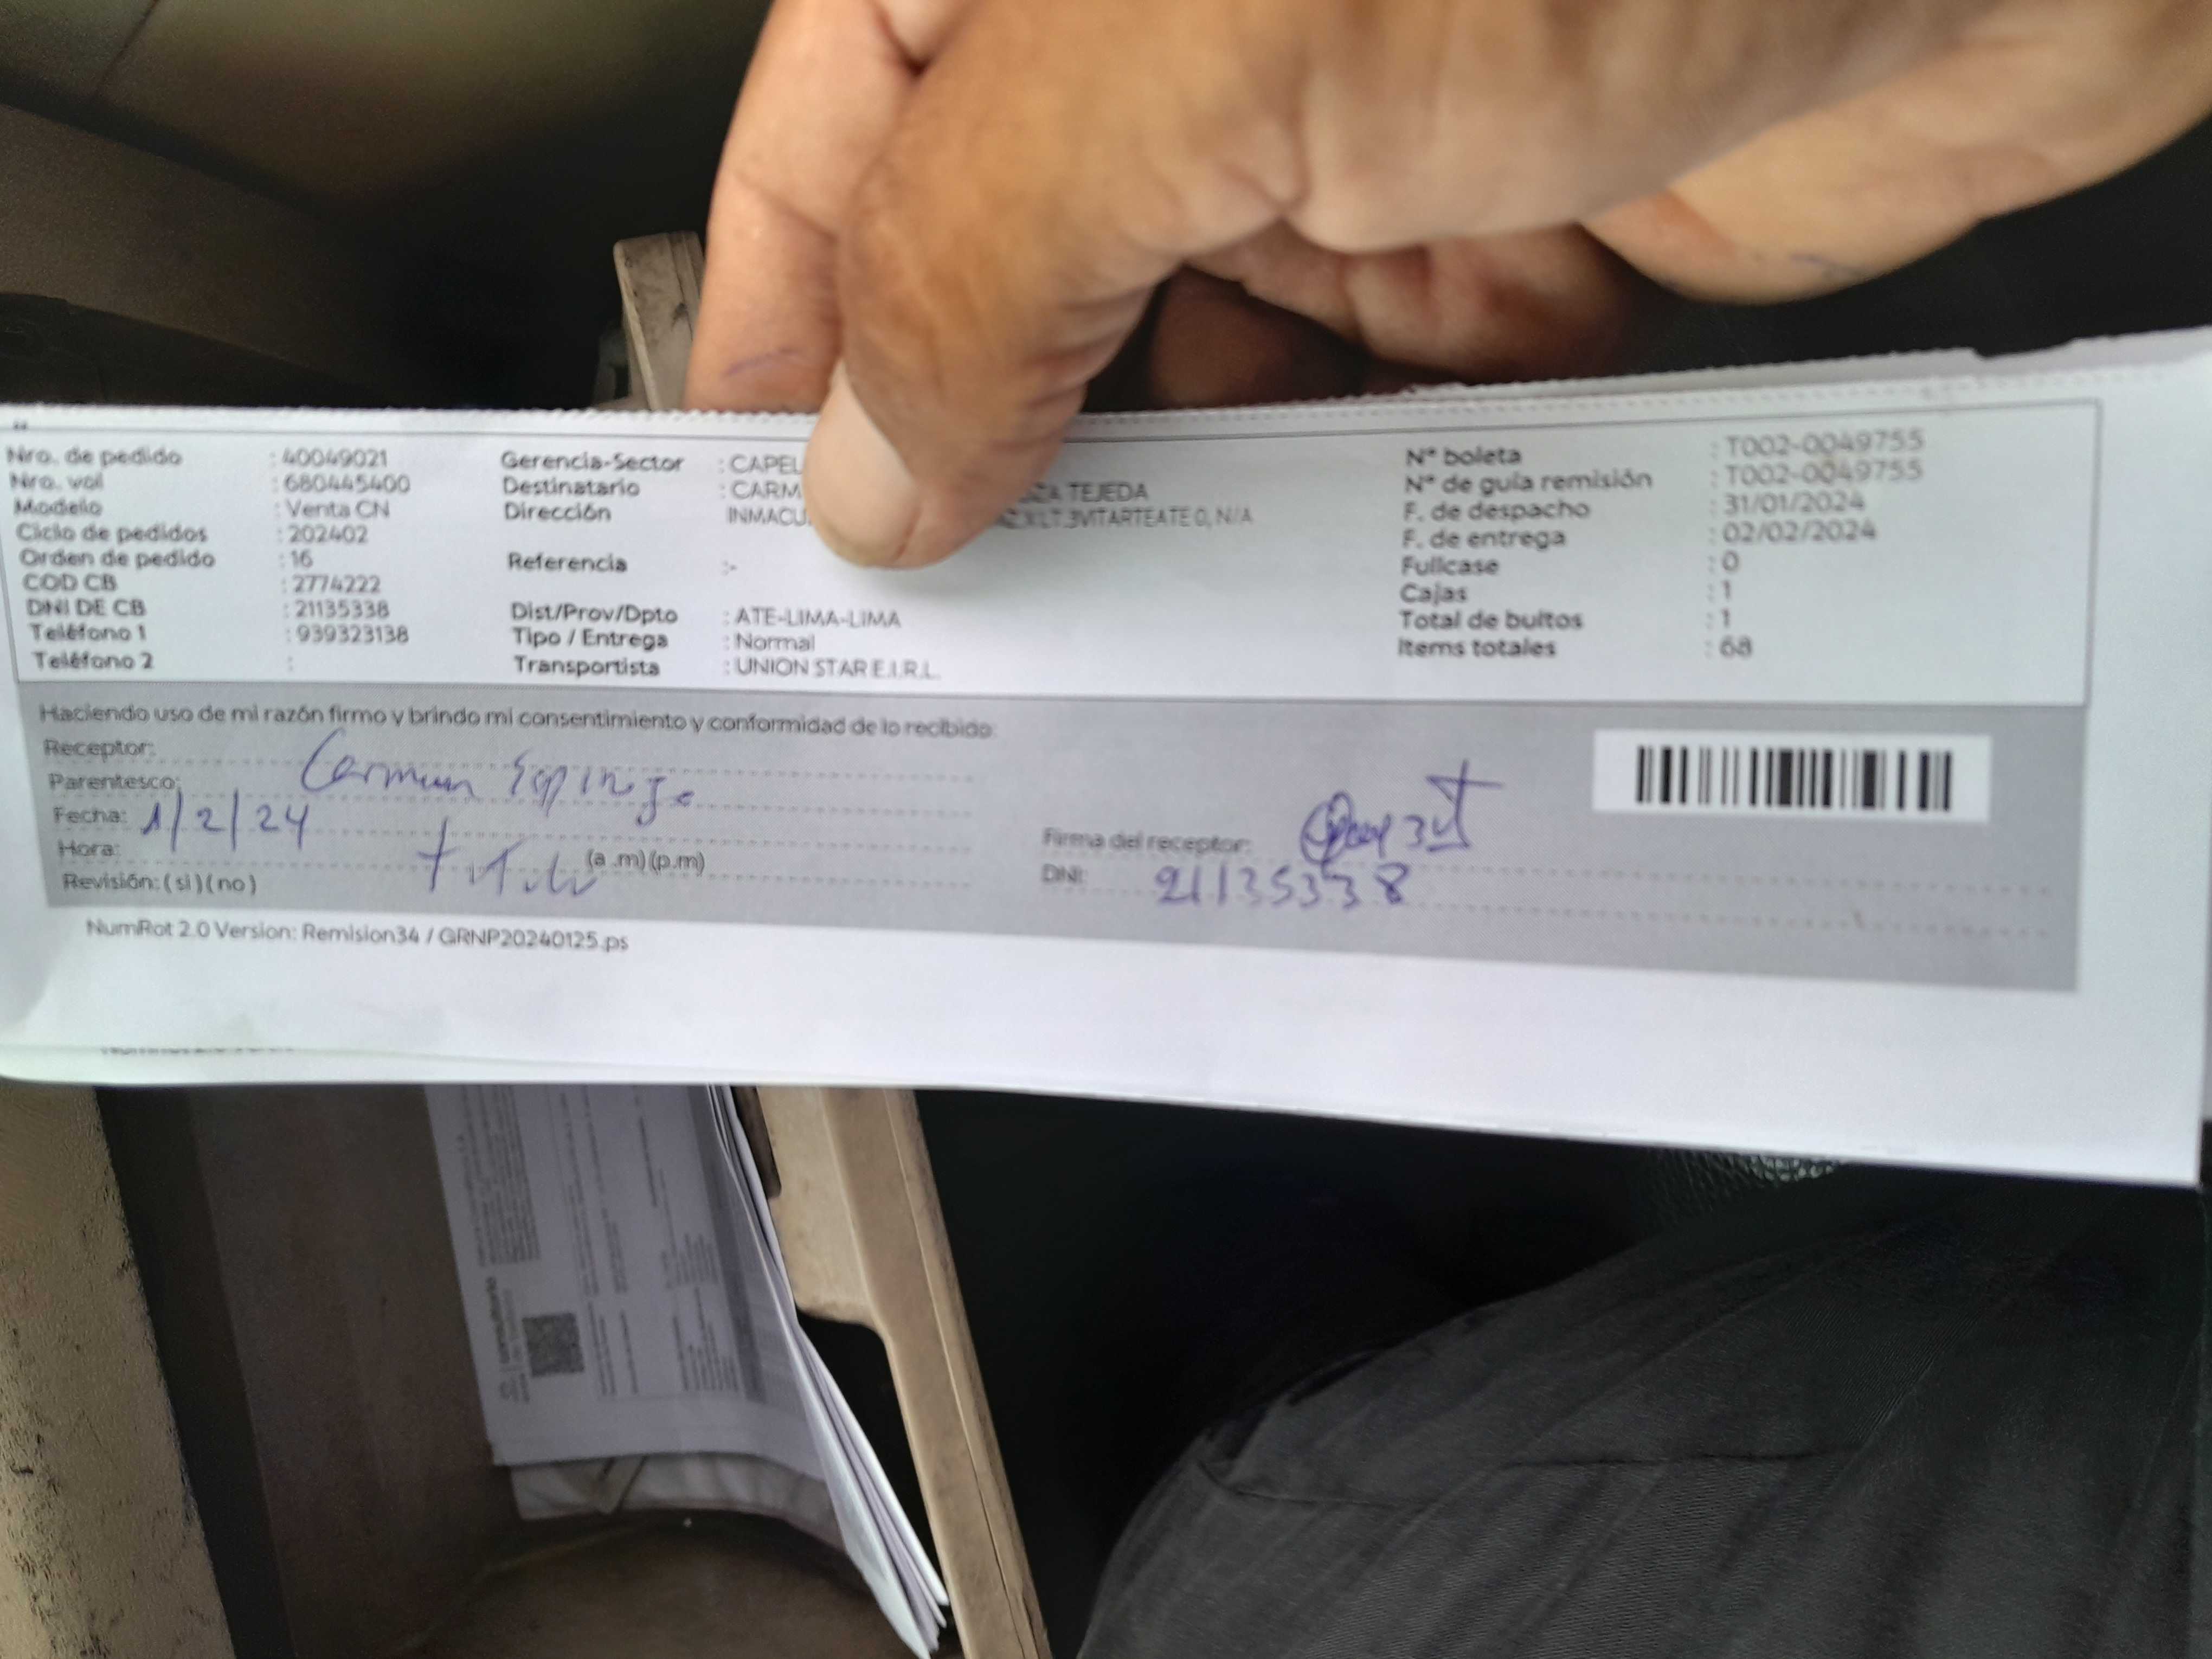 Nro. de pedido : 40049021
Nro. vol : 680445400
Modelo : Venta CN
Ciclo de pedidos : 202402
Orden de pedido : 16
COD CB : 2774222
DNI DE CB : 21135338
Teléfono 1 : 939323138
Teléfono 2 :
Gerencia-Sector : CAPEL
Destinatario : CARM TEJEDA
Dirección INMACU LT.3VITARTEATE 0, N/A
Referencia :-
Dist/Prov/Dpto : ATE-LIMA-LIMA
Tipo / Entrega : Normal
Transportista : UNION STAR E.I.R.L.
N° boleta : T002-0049755
N° de guía remisión : T002-0049755
F. de despacho : 31/01/2024
F. de entrega : 02/02/2024
Fullcase : 0
Cajas : 1
Total de bultos : 1
Items totales : 68
Haciendo uso de mi razón firmo y brindo mi consentimiento y conformidad de lo recibido:
Receptor:
Parentesco: Carmen
Fecha: 1/2/24
Hora: (a .m) (p.m)
Revisión: ( si ) ( no )
Firma del receptor:
DNI: 21135338
NumRot 2.0 Version: Remision34 / GRNP20240125.ps